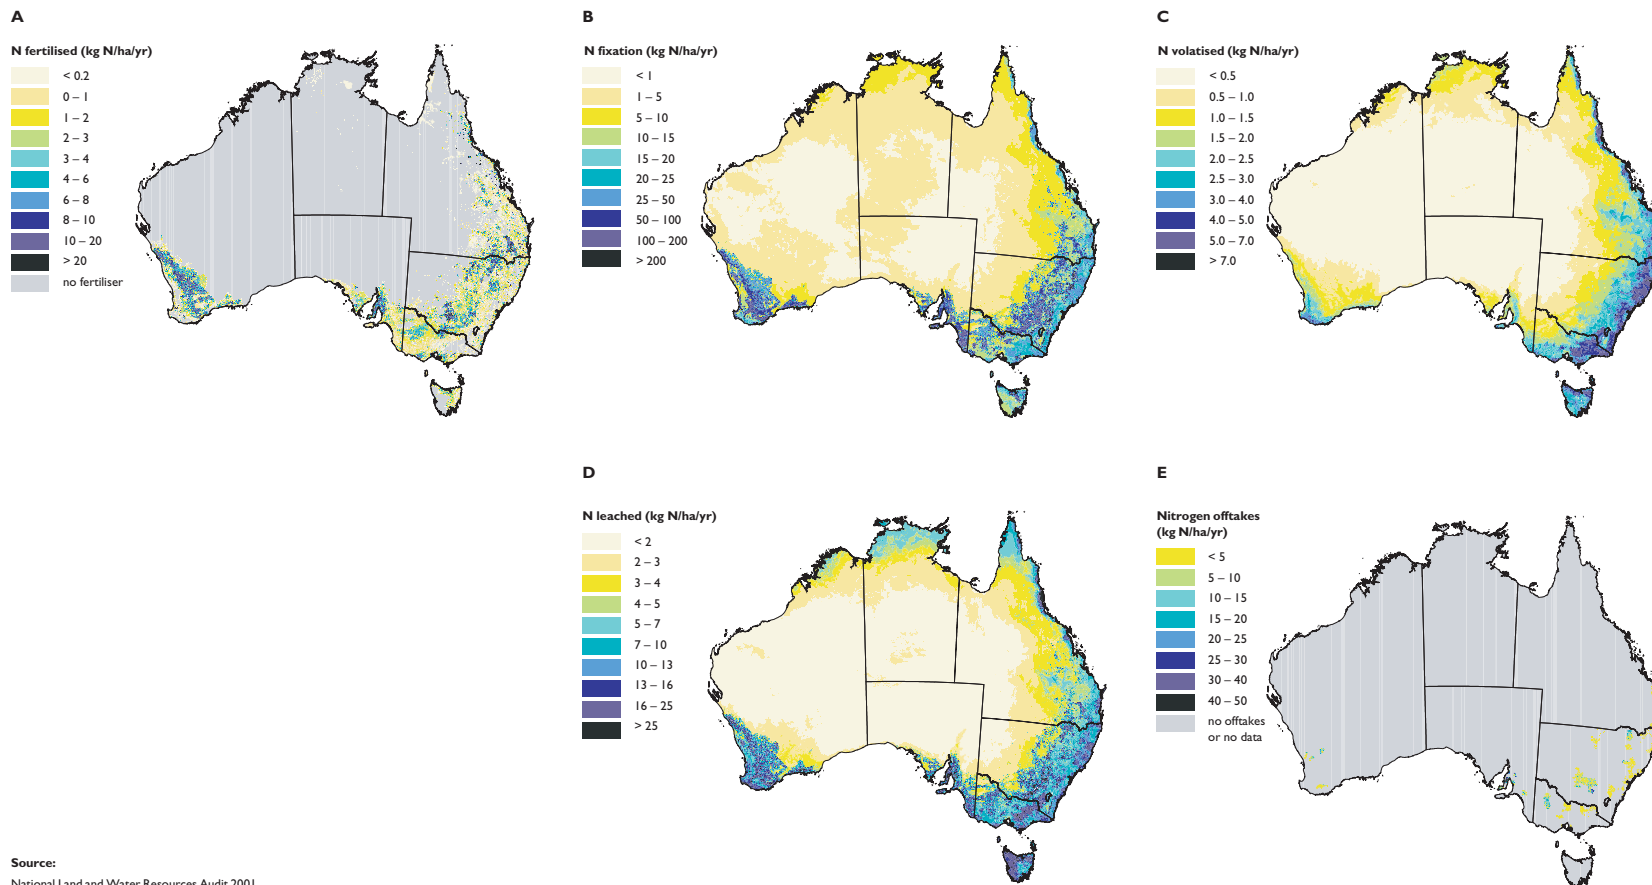 A
N fertilised (kg N/ha/yr)
< 0.2
0 – 1
1 – 2
2 – 3
3 – 4
4 – 6
6 – 8
8 – 10
10 – 20
> 20
no fertiliser
B
N fixation (kg N/ha/yr)
< 1
1 – 5
5 – 10
10 – 15
15 – 20
20 – 25
25 – 50
50 – 100
100 – 200
> 200
C
N volatised (kg N/ha/yr)
< 0.5
0.5 – 1.0
1.0 – 1.5
1.5 – 2.0
2.0 – 2.5
2.5 – 3.0
3.0 – 4.0
4.0 – 5.0
5.0 – 7.0
> 7.0
D
N leached (kg N/ha/yr)
< 2
2 – 3
3 – 4
4 – 5
5 – 7
7 – 10
10 – 13
13 – 16
16 – 25
> 25
E
Nitrogen offtakes
(kg N/ha/yr)
< 5
5 – 10
10 – 15
15 – 20
20 – 25
25 – 30
30 – 40
40 – 50
no offtakes
or no data
Source:
National Land and Water Resources Audit 2001